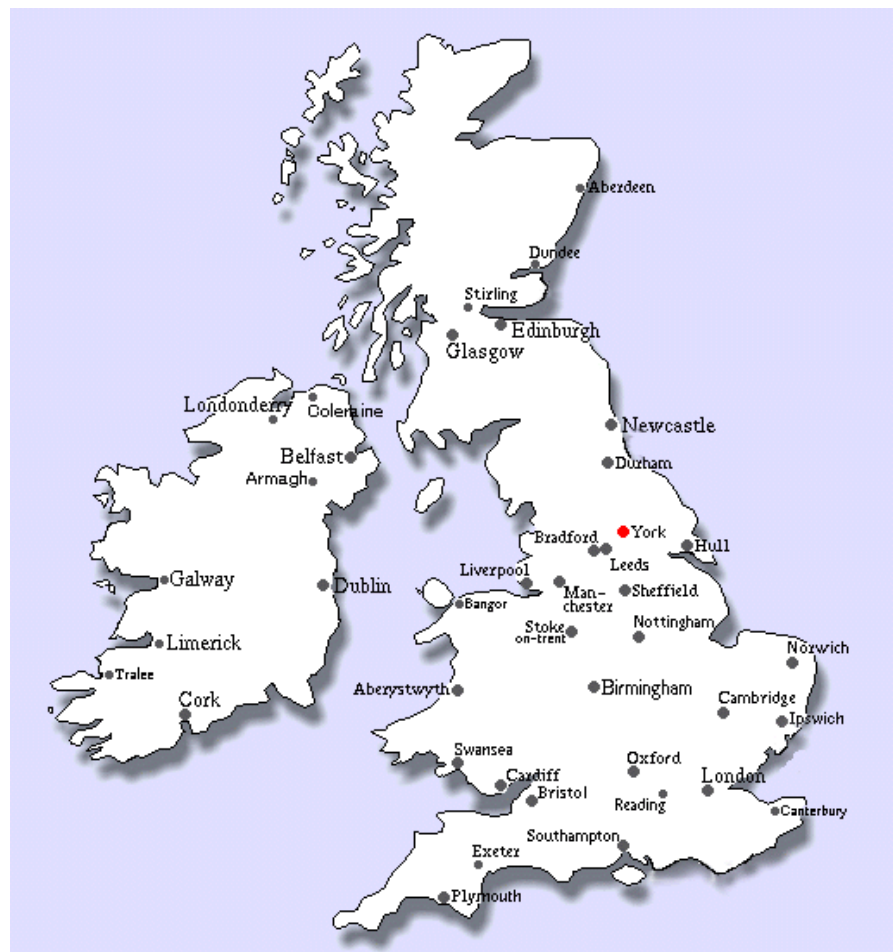 Aberdeen
Dundee
Stirling
Edinburgh
Glasgow
Londonderry
Coleraine
Newcastle
Belfast
Durham
Armagh
York
Bradford
Hull
Leeds
Liverpool
Galway
Dublin
Man-
chester
Sheffield
Bangor
Stoke
on-trent
Nottingham
Limerick
Norwich
Tralee
Aberystwyth
Birmingham
Cork
Cambridge
Ipswich
Swansea
Oxford
Cardiff
London
Bristol
Reading
Canterbury
Southampton
Exeter
Plymouth